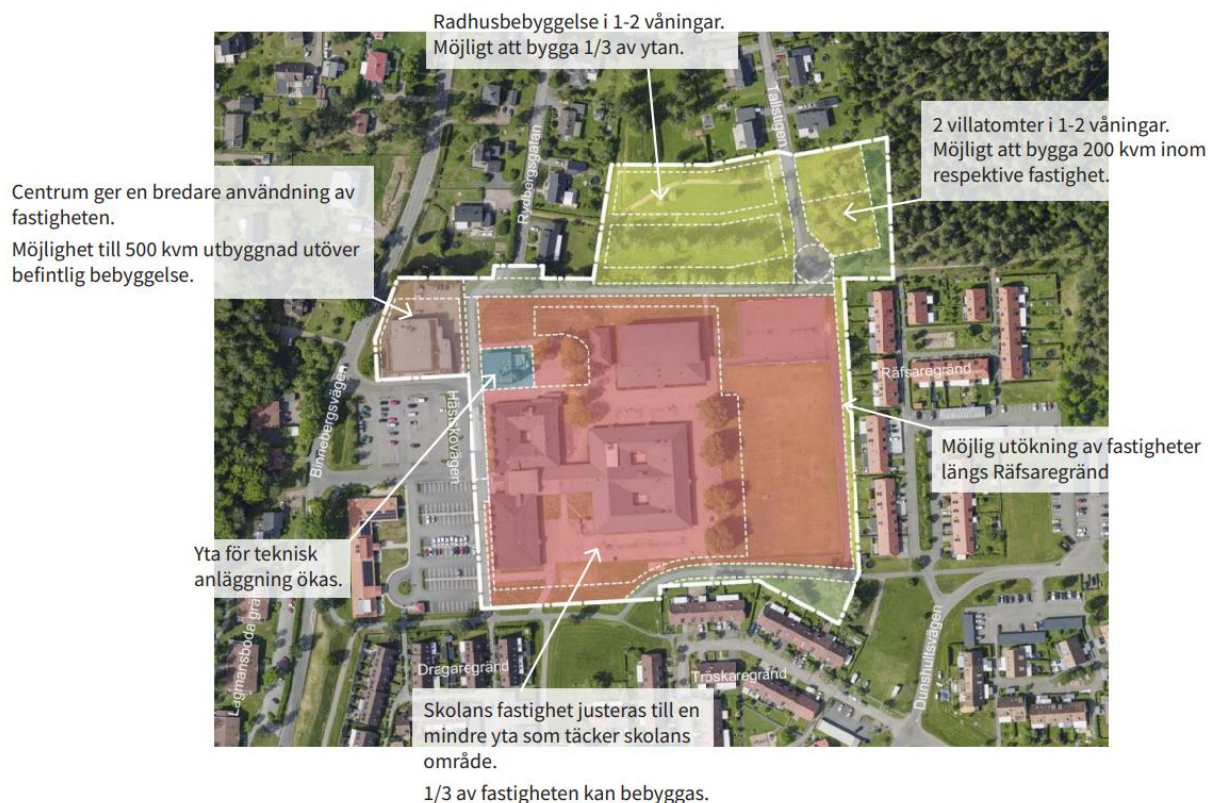 Radhusbebyggelse i 1-2 våningar.
Möjligt att bygga 1/3 av ytan.
2 villatomter i 1-2 våningar.
Möjligt att bygga 200 kvm inom
respektive fastighet.
Centrum ger en bredare användning av
fastigheten.
Möjlighet till 500 kvm utbyggnad utöver
befintlig bebyggelse.
Tallstigen
Rydbergsgatan
Binnebergsvägen
Hästskovägen
Räfsaregränd
Möjlig utökning av fastigheter
längs Räfsaregränd
Yta för teknisk
anläggning ökas.
Lagmansboda
Dragaregränd
Tröskaregränd
Dunshultsvägen
Skolans fastighet justeras till en
mindre yta som täcker skolans
område.
1/3 av fastigheten kan bebyggas.